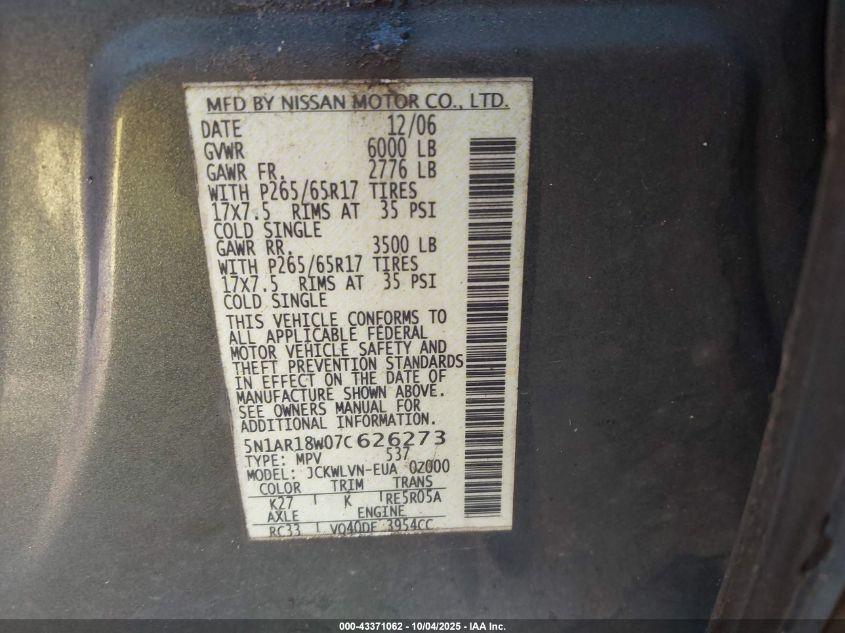 MFD BY NISSAN MOTOR CO., LTD.
DATE 12/06
GVWR 6000 LB
GAWR FR. 2776 LB
WITH P265/65R17 TIRES
17X7.5 RIMS AT 35 PSI
COLD SINGLE
GAWR RR. 3500 LB
WITH P265/65R17 TIRES
17X7.5 RIMS AT 35 PSI
COLD SINGLE
THIS VEHICLE CONFORMS TO
ALL APPLICABLE FEDERAL
MOTOR VEHICLE SAFETY AND
THEFT PREVENTION STANDARDS
IN EFFECT ON THE DATE OF
MANUFACTURE SHOWN ABOVE.
SEE OWNERS MANUAL FOR
ADDITIONAL INFORMATION.
5N1AR18W07C626273
TYPE: MPV 537
MODEL: JCKWLVN-EUA 0Z000
COLOR TRIM TRANS
K27 K RE5R05A
AXLE ENGINE
RC33 VQ40DE 3954CC
000-43371062 - 10/04/2025 - IAA Inc.